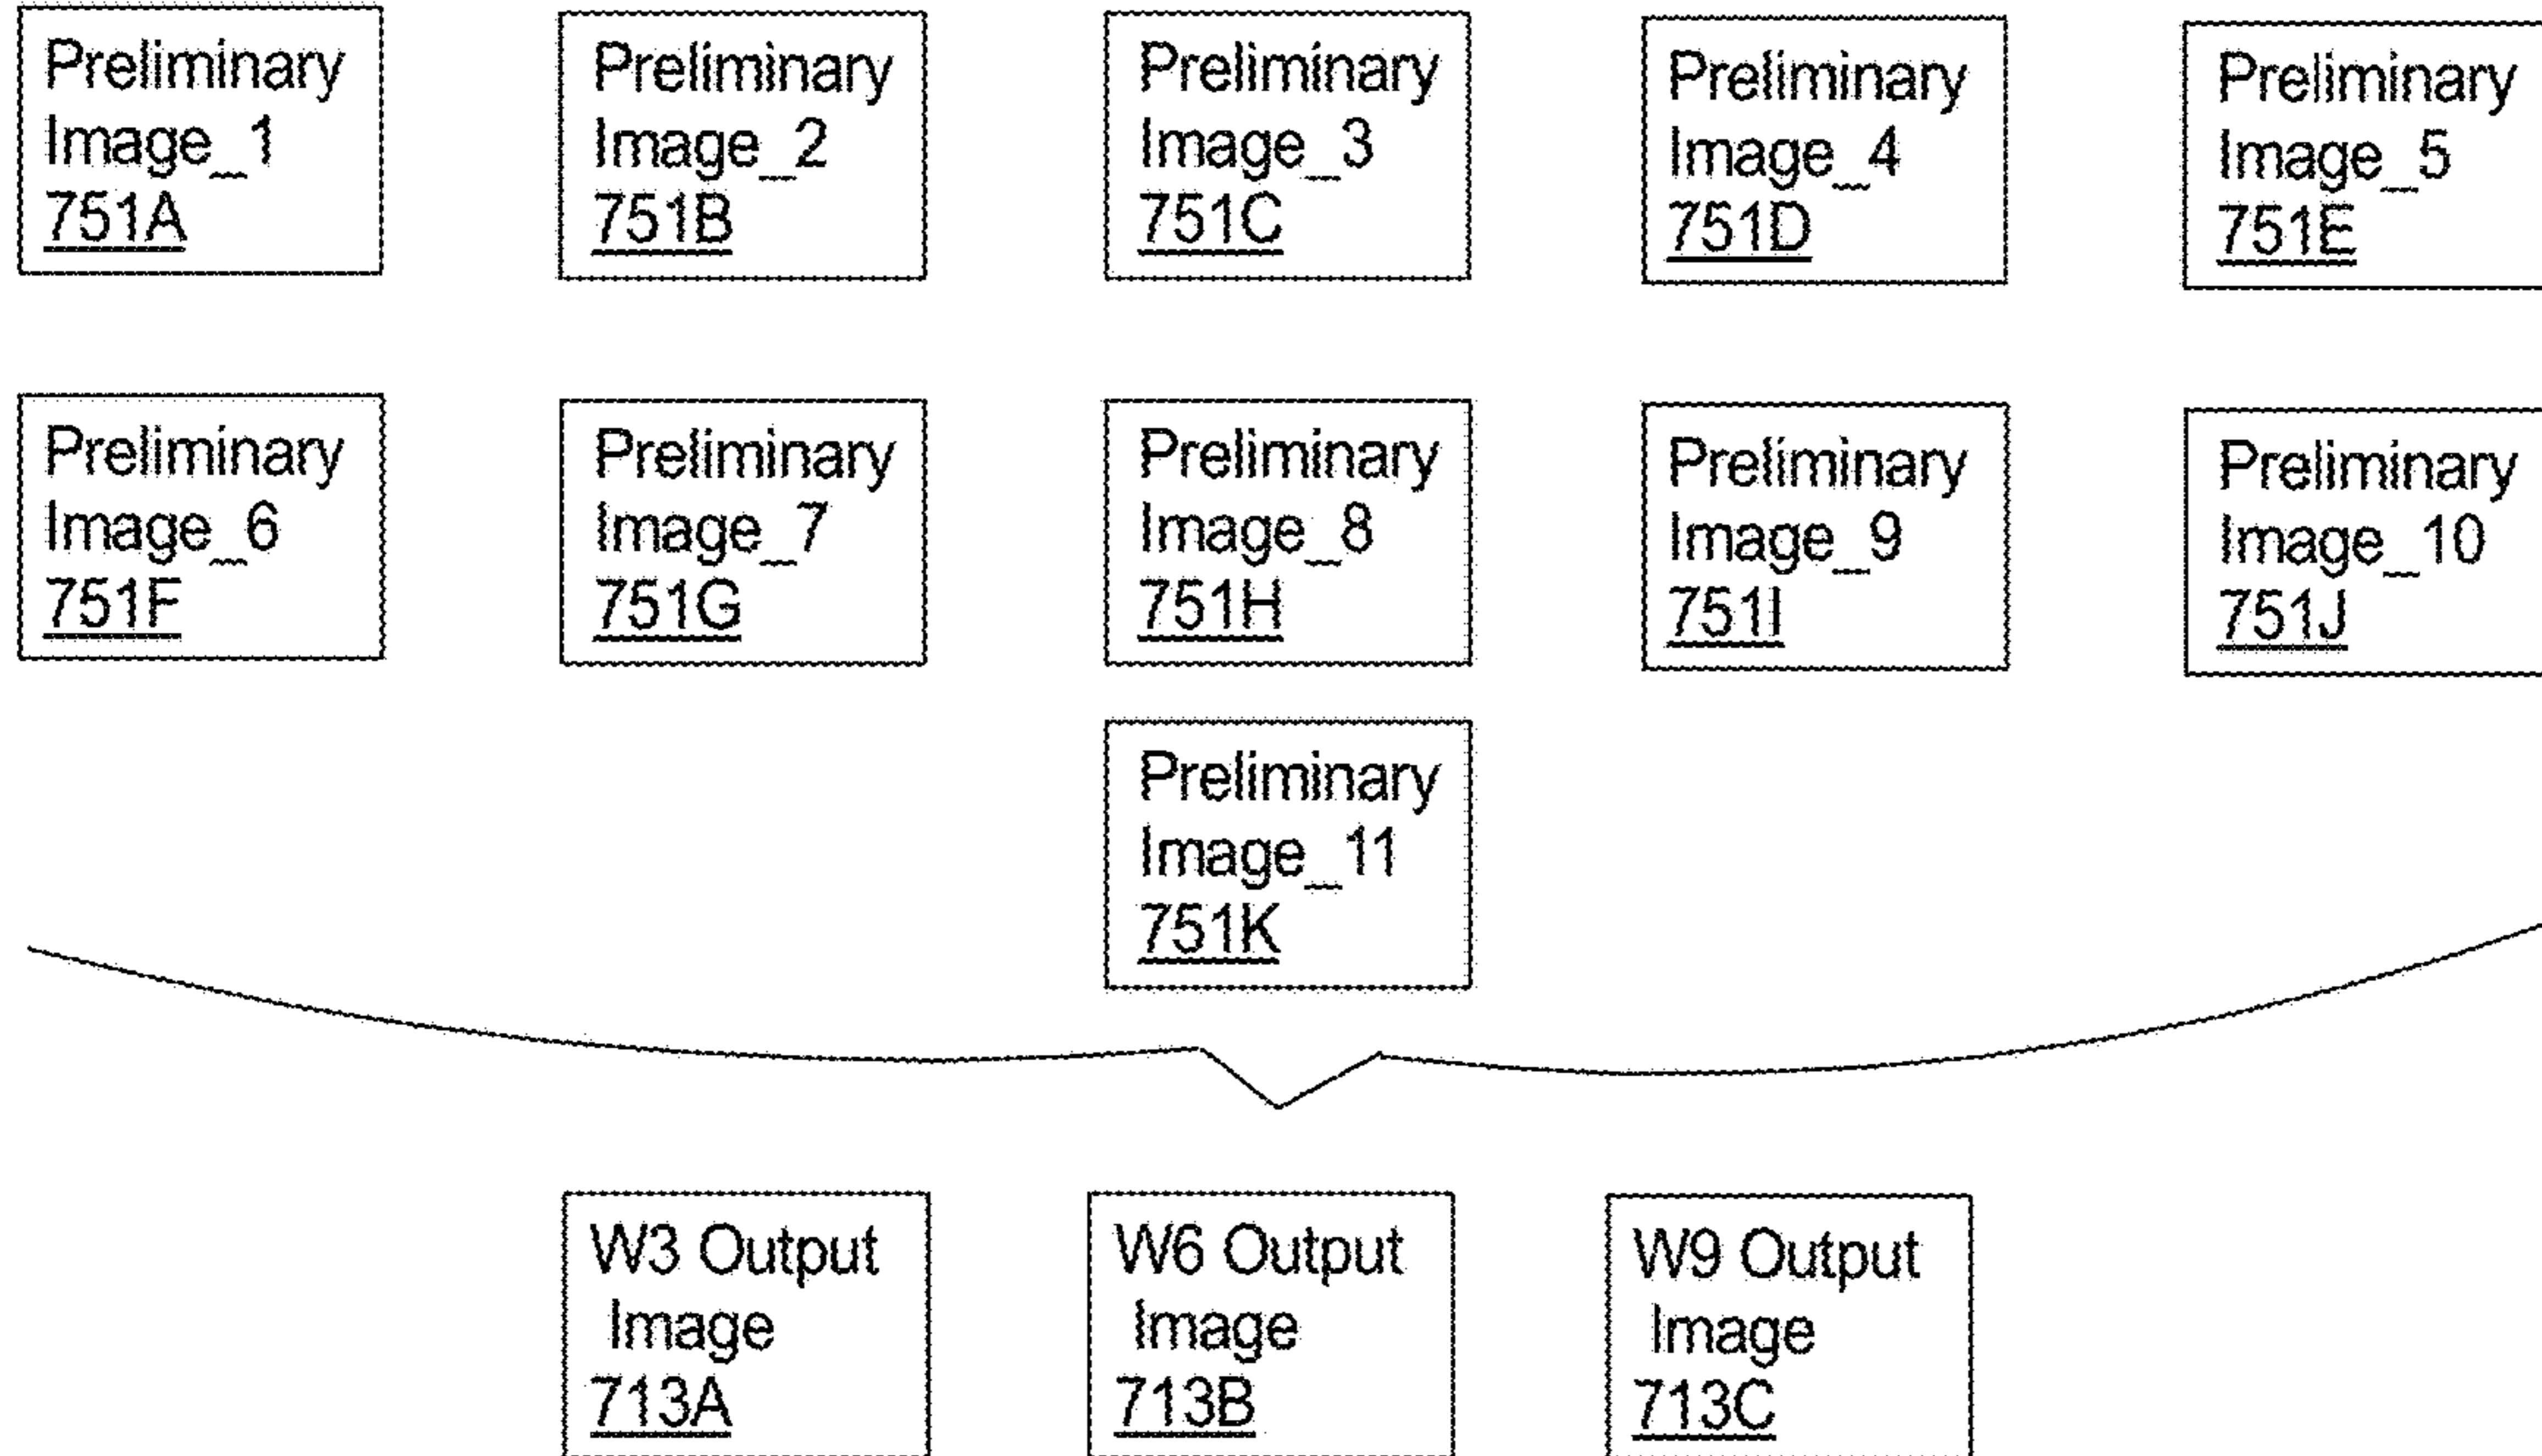 Preliminary
Image_1
751A
Preliminary
Image_2
751B
Preliminary
Image_3
751C
Preliminary
Image_4
751D
Preliminary
Image_5
751E
Preliminary
Image_6
751F
Preliminary
Image_7
751G
Preliminary
Image_8
751H
Preliminary
Image_9
751I
Preliminary
Image_10
751J
Preliminary
Image_11
751K
W3 Output
Image
713A
W6 Output
Image
713B
W9 Output
Image
713C